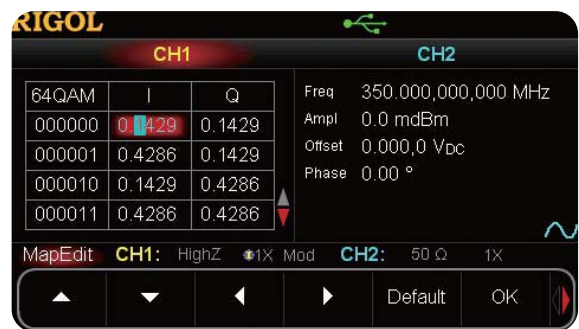 RIGOL
CH1 CH2
64QAM I Q
000000 0.1429 0.1429
000001 0.4286 0.1429
000010 0.1429 0.4286
000011 0.4286 0.4286
Freq 350.000,000,000 MHz
Ampl 0.0 mdBm
Offset 0.000,0 VDC
Phase 0.00 °
MapEdit CH1: HighZ 1X Mod CH2: 50 Ω 1X
Default OK